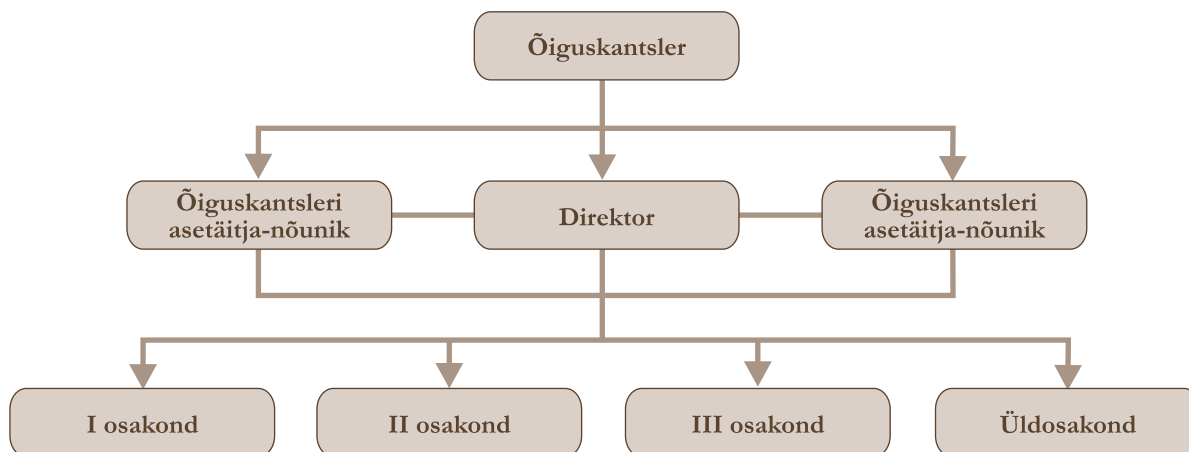 Õiguskantsler
Õiguskantsleri
asetäitja-nõunik
Direktor
Õiguskantsleri
asetäitja-nõunik
I osakond
II osakond
III osakond
Üldosakond